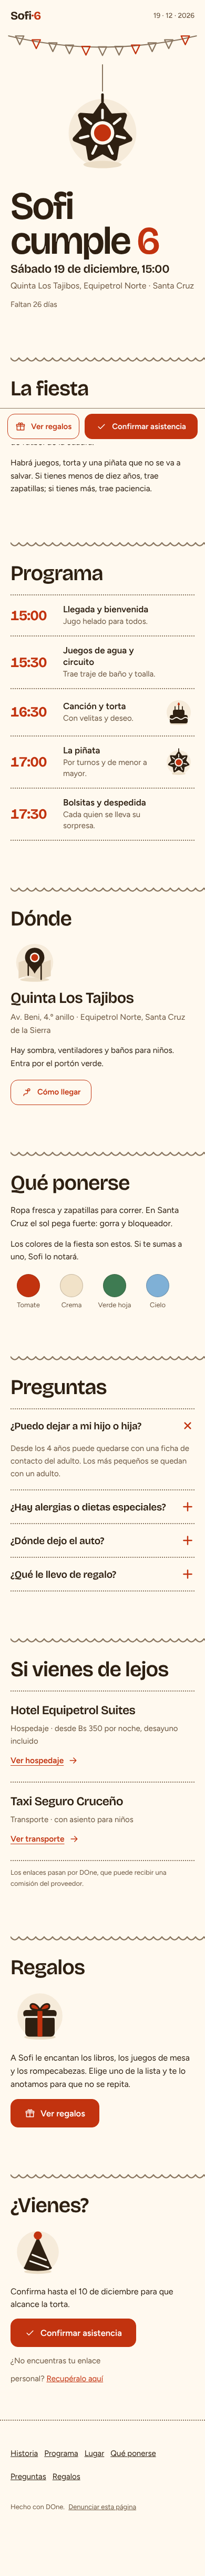 Sofi·6
19 · 12 · 2026
Sofi
cumple 6
Sábado 19 de diciembre, 15:00
Quinta Los Tajibos, Equipetrol Norte · Santa Cruz
Faltan 26 días
La fiesta
Ver regalos
Confirmar asistencia
Habrá juegos, torta y una piñata que no se va a
salvar. Si tienes menos de diez años, trae
zapatillas; si tienes más, trae paciencia.
Programa
15:00
Llegada y bienvenida
Jugo helado para todos.
15:30
Juegos de agua y
circuito
Trae traje de baño y toalla.
16:30
Canción y torta
Con velitas y deseo.
17:00
La piñata
Por turnos y de menor a
mayor.
17:30
Bolsitas y despedida
Cada quien se lleva su
sorpresa.
Dónde
Quinta Los Tajibos
Av. Beni, 4.º anillo · Equipetrol Norte, Santa Cruz
de la Sierra
Hay sombra, ventiladores y baños para niños.
Entra por el portón verde.
Cómo llegar
Qué ponerse
Ropa fresca y zapatillas para correr. En Santa
Cruz el sol pega fuerte: gorra y bloqueador.
Los colores de la fiesta son estos. Si te sumas a
uno, Sofi lo notará.
Tomate
Crema
Verde hoja
Cielo
Preguntas
¿Puedo dejar a mi hijo o hija?
Desde los 4 años puede quedarse con una ficha de
contacto del adulto. Los más pequeños se quedan
con un adulto.
¿Hay alergias o dietas especiales?
¿Dónde dejo el auto?
¿Qué le llevo de regalo?
Si vienes de lejos
Hotel Equipetrol Suites
Hospedaje · desde Bs 350 por noche, desayuno
incluido
Ver hospedaje
Taxi Seguro Cruceño
Transporte · con asiento para niños
Ver transporte
Los enlaces pasan por DOne, que puede recibir una
comisión del proveedor.
Regalos
A Sofi le encantan los libros, los juegos de mesa
y los rompecabezas. Elige uno de la lista y te lo
anotamos para que no se repita.
Ver regalos
¿Vienes?
Confirma hasta el 10 de diciembre para que
alcance la torta.
Confirmar asistencia
¿No encuentras tu enlace
personal? Recupéralo aquí
Historia Programa Lugar Qué ponerse
Preguntas Regalos
Hecho con DOne. Denunciar esta página